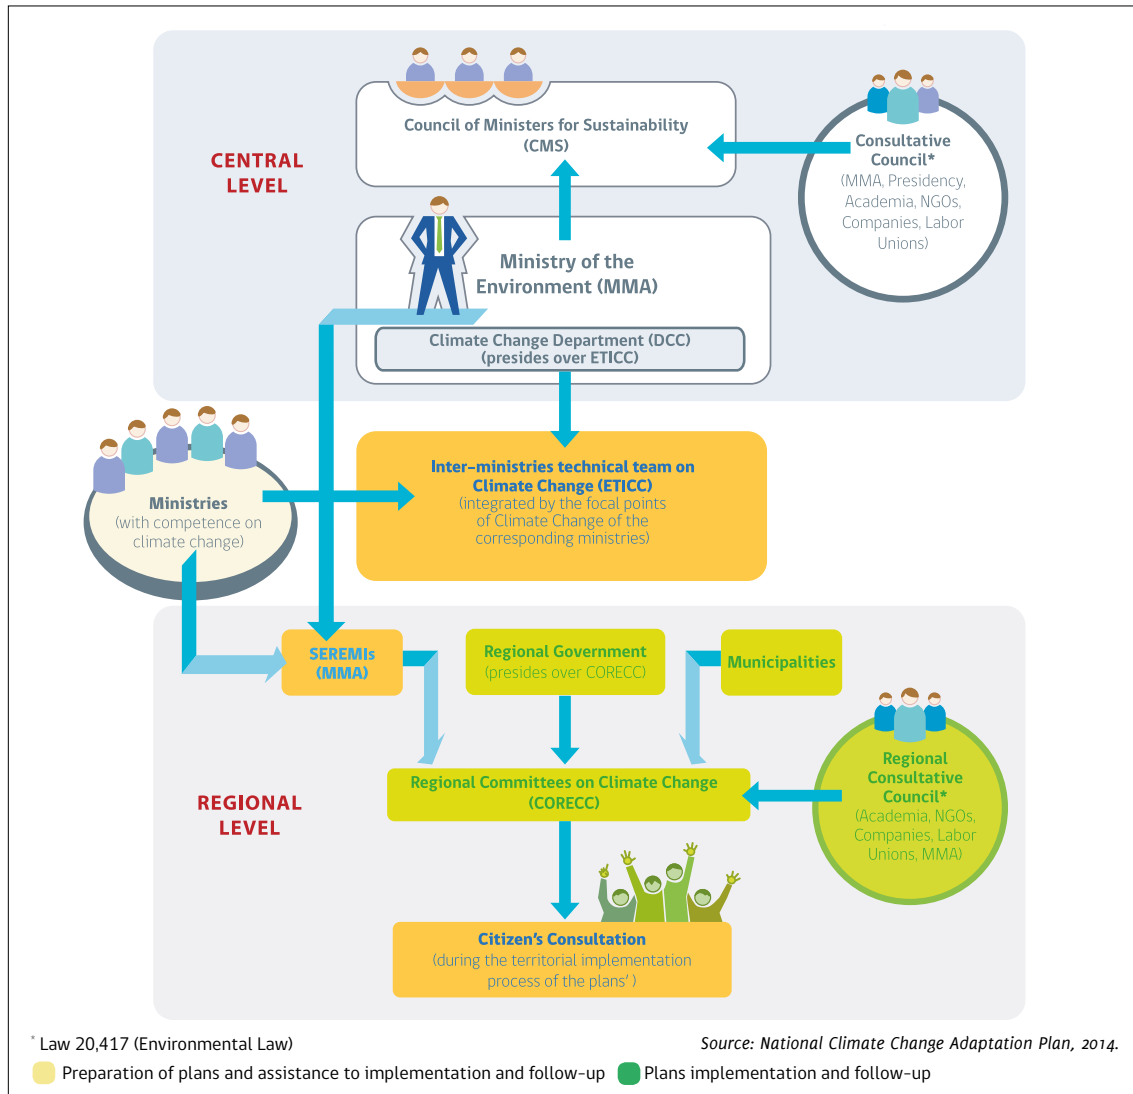 Council of Ministers for Sustainability
(CMS)
Consultative
Council*
(MMA, Presidency,
Academia, NGOs,
Companies, Labor
Unions)
CENTRAL
LEVEL
Ministry of the
Environment (MMA)
Climate Change Department (DCC)
(presides over ETICC)
Inter-ministries technical team on
Climate Change (ETICC)
(integrated by the focal points
of Climate Change of the
corresponding ministries)
Ministries
(with competence on
climate change)
SEREMIs
(MMA)
Regional Government
(presides over CORECC)
Municipalities
Regional Committees on Climate Change
(CORECC)
Regional
Consultative
Council*
(Academia, NGOs,
Companies, Labor
Unions, MMA)
REGIONAL
LEVEL
Citizen's Consultation
(during the territorial implementation
process of the plans' )
* Law 20,417 (Environmental Law)
Source: National Climate Change Adaptation Plan, 2014.
Preparation of plans and assistance to implementation and follow-up
Plans implementation and follow-up